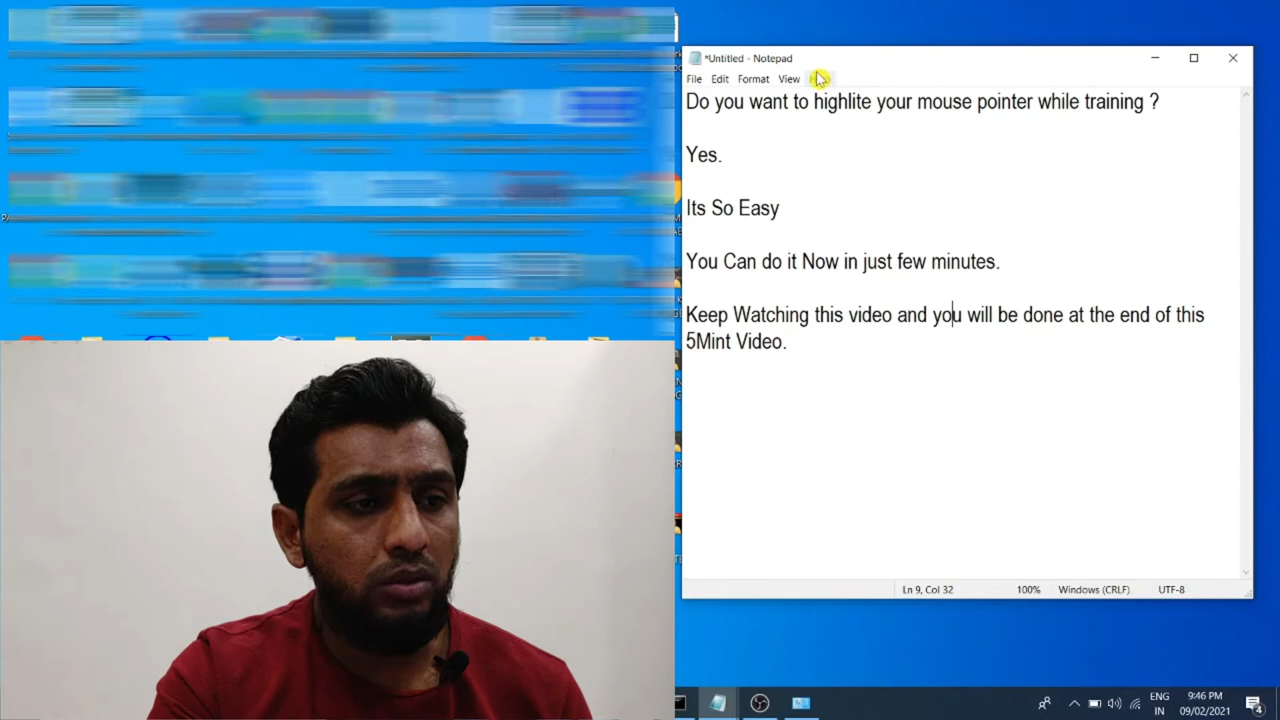 *Untitled - Notepad
File Edit Format View
Do you want to highlite your mouse pointer while training ?
Yes.
Its So Easy
You Can do it Now in just few minutes.
Keep Watching this video and you will be done at the end of this
5Mint Video.
Ln 9, Col 32 100% Windows (CRLF) UTF-8
ENG 9:46 PM
IN 09/02/2021 4